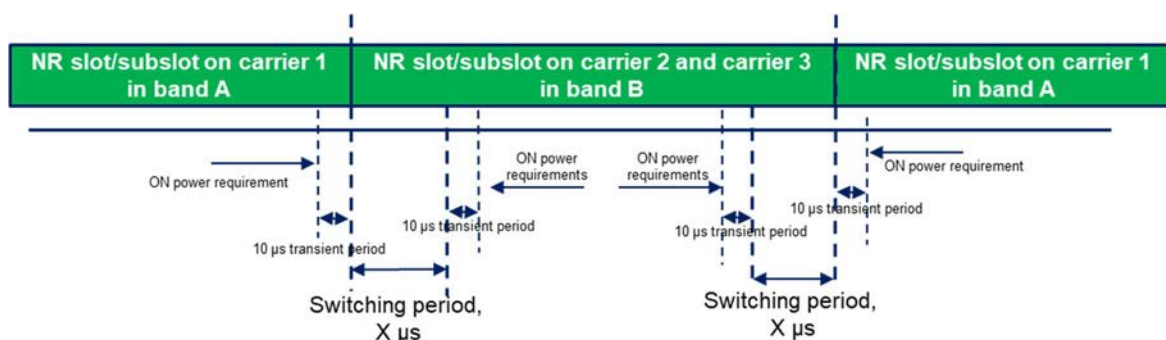 NR slot/subslot on carrier 1
in band A
NR slot/subslot on carrier 2 and carrier 3
in band B
NR slot/subslot on carrier 1
in band A
ON power requirement
ON power
requirements
ON power
requirements
ON power requirement
10 µs transient period
10 µs transient period
10 µs transient period
10 µs transient period
Switching period,
X µs
Switching period,
X µs